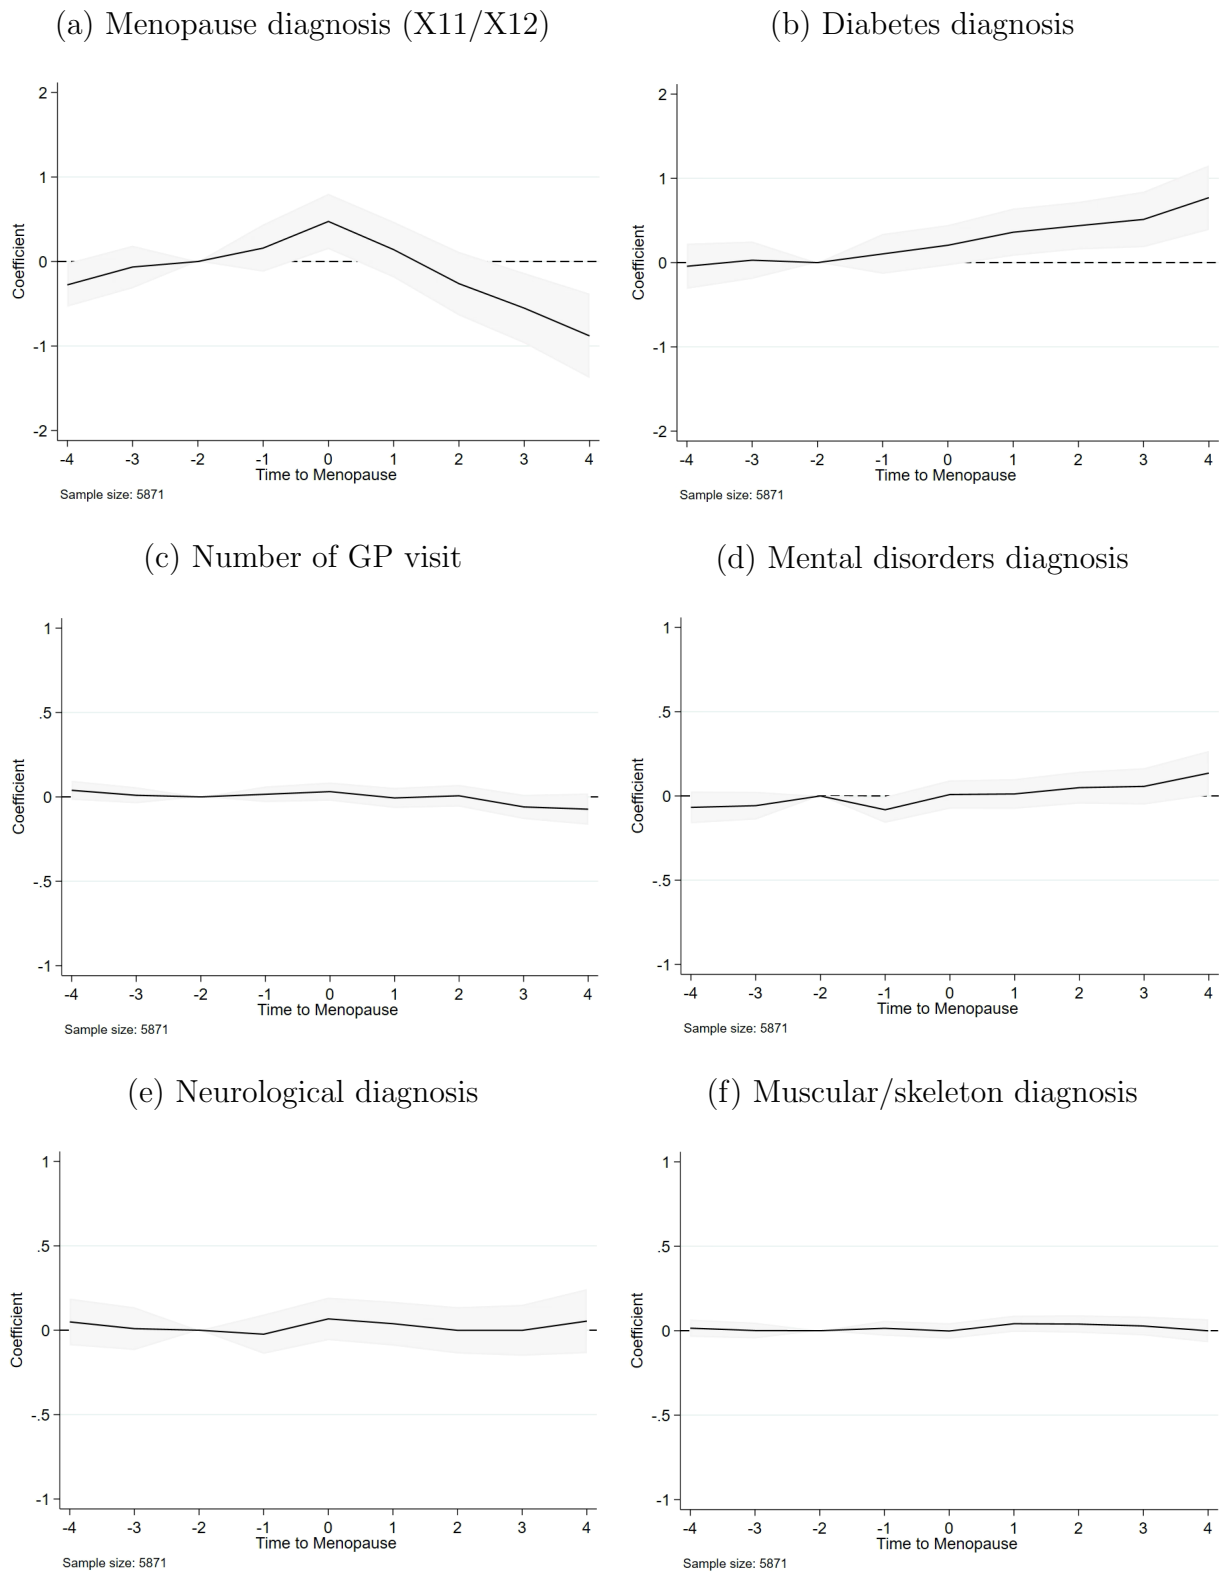 (a) Menopause diagnosis (X11/X12)
2
1
0
-1
-2
Coefficient
-4 -3 -2 -1 0 1 2 3 4
Time to Menopause
Sample size: 5871
(b) Diabetes diagnosis
2
1
0
-1
-2
Coefficient
-4 -3 -2 -1 0 1 2 3 4
Time to Menopause
Sample size: 5871
(c) Number of GP visit
1
.5
0
-.5
-1
Coefficient
-4 -3 -2 -1 0 1 2 3 4
Time to Menopause
Sample size: 5871
(d) Mental disorders diagnosis
1
.5
0
-.5
-1
Coefficient
-4 -3 -2 -1 0 1 2 3 4
Time to Menopause
Sample size: 5871
(e) Neurological diagnosis
1
.5
0
-.5
-1
Coefficient
-4 -3 -2 -1 0 1 2 3 4
Time to Menopause
Sample size: 5871
(f) Muscular/skeleton diagnosis
1
.5
0
-.5
-1
Coefficient
-4 -3 -2 -1 0 1 2 3 4
Time to Menopause
Sample size: 5871